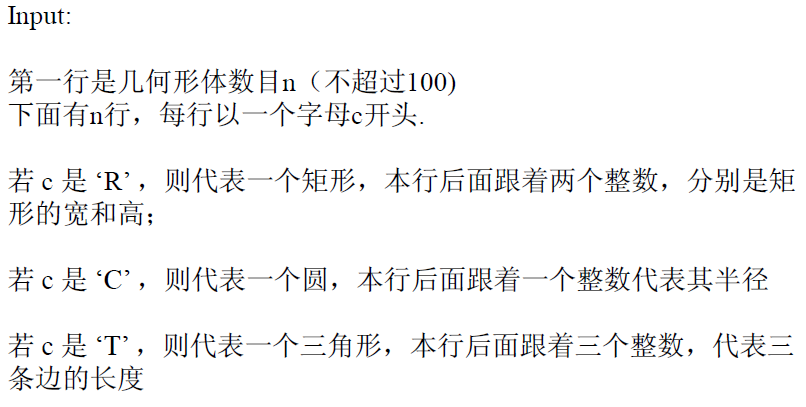 Input:
第一行是几何形体数目n（不超过100)
下面有n行，每行以一个字母c开头.
若 c 是 ‘R’ ，则代表一个矩形，本行后面跟着两个整数，分别是矩
形的宽和高；
若 c 是 ‘C’ ，则代表一个圆，本行后面跟着一个整数代表其半径
若 c 是 ‘T’ ，则代表一个三角形，本行后面跟着三个整数，代表三
条边的长度